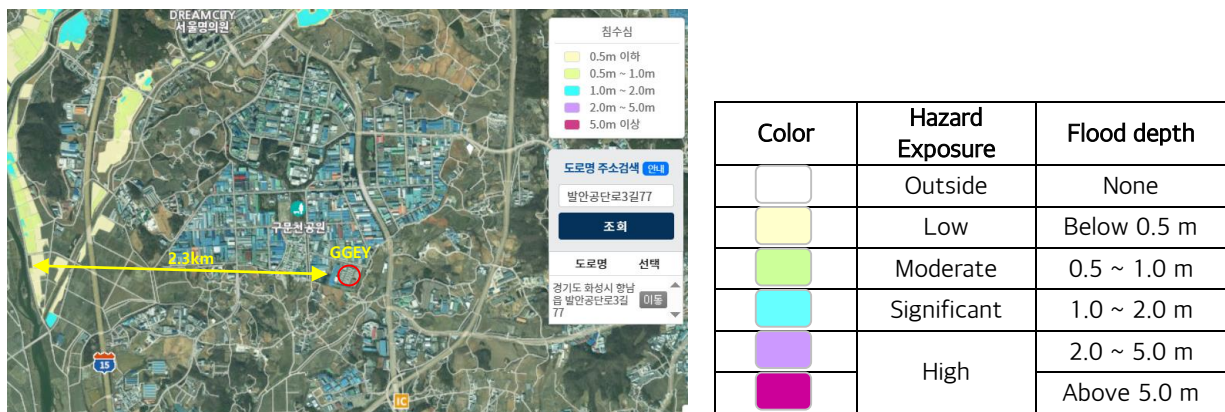 DREAMCITY
서울명의원
구문천공원
2.3km
GGEY
15
IC
침수심
0.5m 이하
0.5m ~ 1.0m
1.0m ~ 2.0m
2.0m ~ 5.0m
5.0m 이상
도로명 주소검색 안내
발안공단로3길77
조회
도로명 선택
경기도 화성시 향남
읍 발안공단로3길
77
이동
Color Hazard Exposure Flood depth
Outside None
Low Below 0.5 m
Moderate 0.5 ~ 1.0 m
Significant 1.0 ~ 2.0 m
High 2.0 ~ 5.0 m
Above 5.0 m